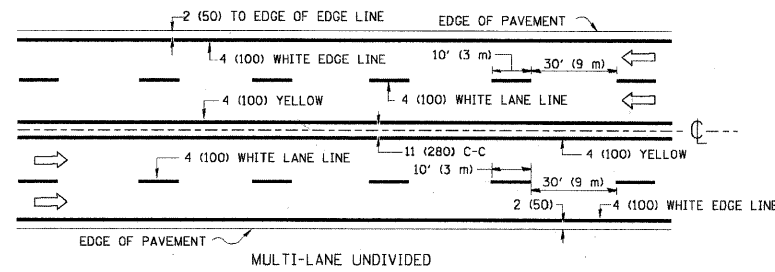 2 (50) TO EDGE OF EDGE LINE
EDGE OF PAVEMENT
4 (100) WHITE EDGE LINE
10' (3 m)
30' (9 m)
4 (100) YELLOW
4 (100) WHITE LANE LINE
CL
4 (100) WHITE LANE LINE
11 (280) C-C
4 (100) YELLOW
10' (3 m)
30' (9 m)
2 (50)
4 (100) WHITE EDGE LINE
EDGE OF PAVEMENT
MULTI-LANE UNDIVIDED